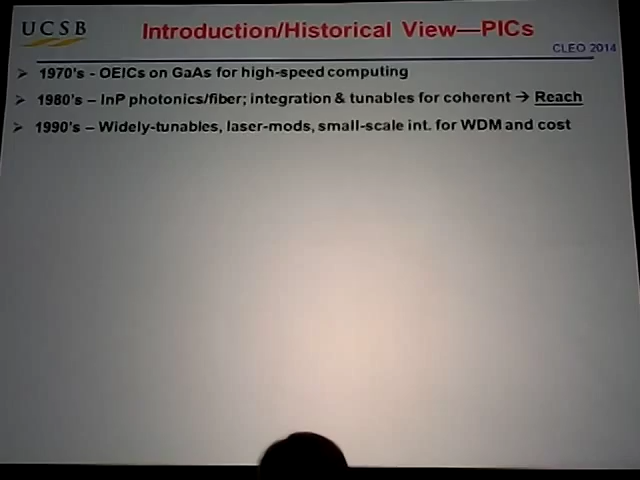 UCSB
Introduction/Historical View—PICs
CLEO 2014
➤ 1970's - OEICs on GaAs for high-speed computing
➤ 1980's – InP photonics/fiber; integration & tunables for coherent → Reach
➤ 1990's – Widely-tunables, laser-mods, small-scale int. for WDM and cost